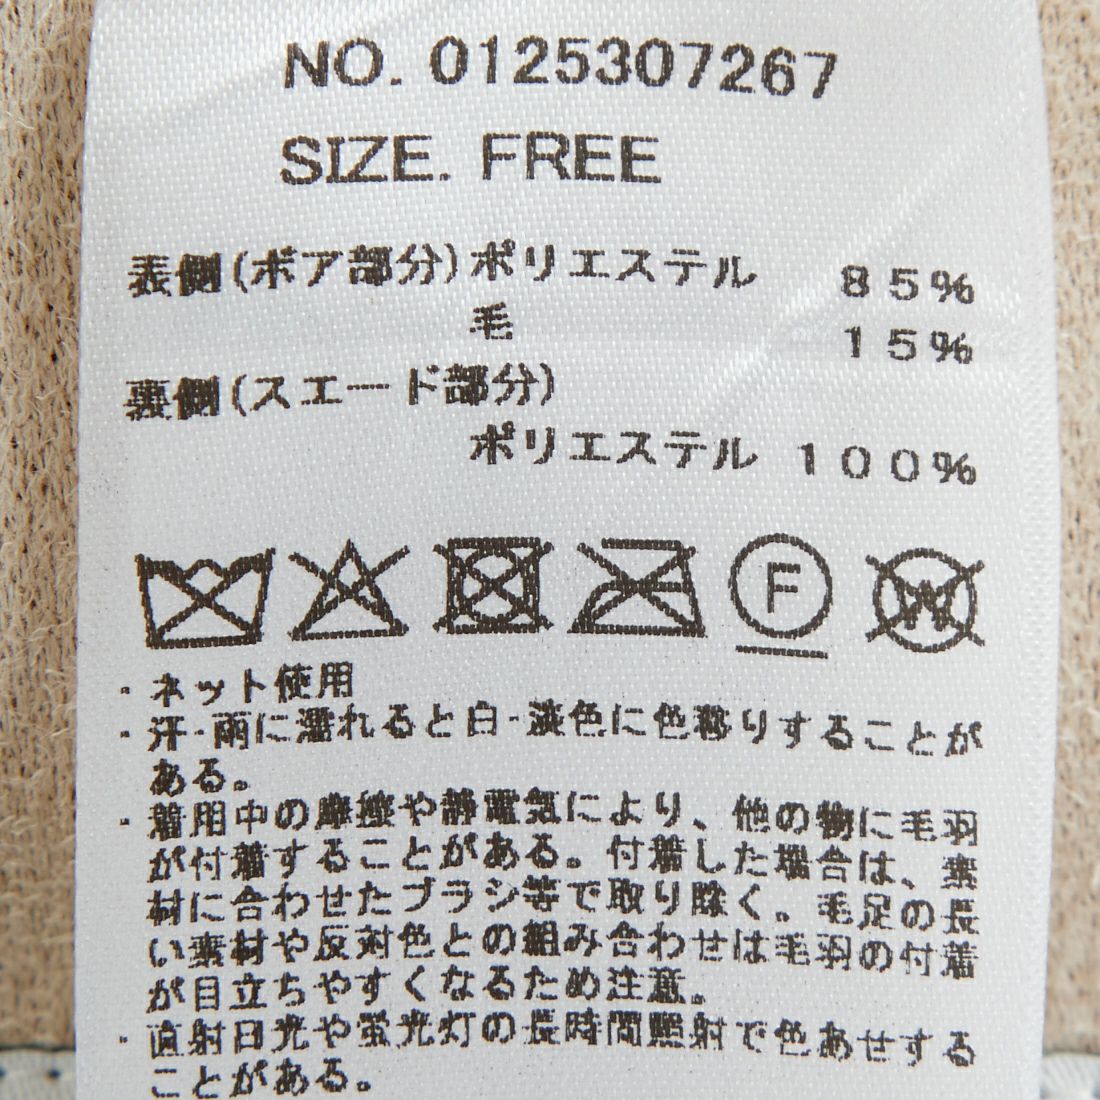 NO. 0125307267
SIZE. FREE
表側(ボア部分)ポリエステル 85%
毛 15%
裏側(スエード部分)
ポリエステル 100%
F
W
・ネット使用
・汗・雨に濡れると白・淡色に色移りすることが
ある。
・着用中の摩擦や静電気により、他の物に毛羽
が付着することがある。付着した場合は、素
材に合わせたブラシ等で取り除く。毛足の長
い素材や反対色との組み合わせは毛羽の付着
が目立ちやすくなるため注意。
・直射日光や蛍光灯の長時間照射で色あせする
ことがある。